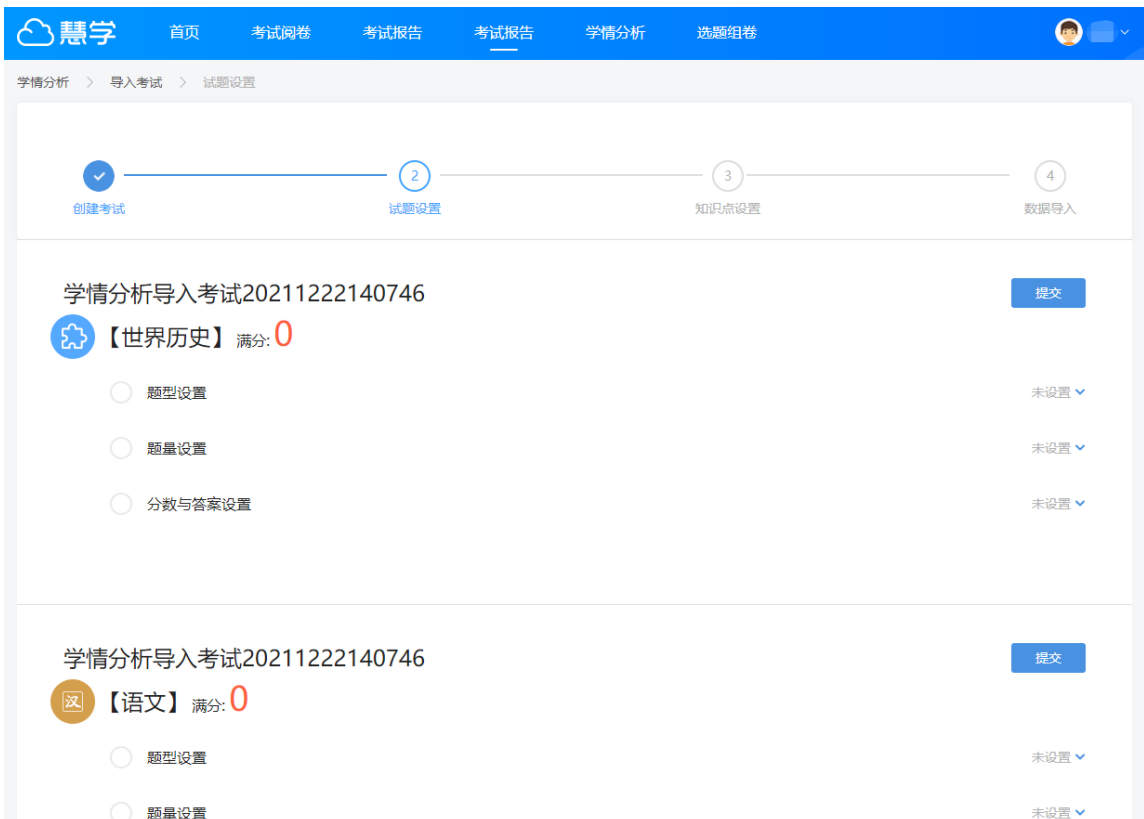 慧学 首页 考试阅卷 考试报告 考试报告 学情分析 选题组卷
学情分析 > 导入考试 > 试题设置
2 3 4
创建考试 试题设置 知识点设置 数据导入
学情分析导入考试20211222140746 提交
【世界历史】 满分: 0
题型设置 未设置
题量设置 未设置
分数与答案设置 未设置
学情分析导入考试20211222140746 提交
汉 【语文】 满分: 0
题型设置 未设置
题量设置 未设置